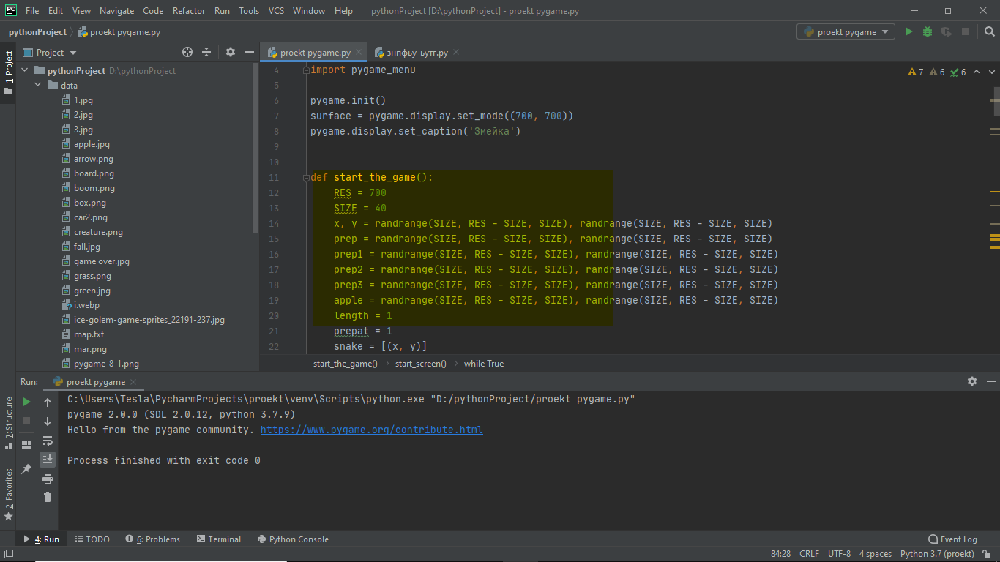 PC File Edit View Navigate Code Refactor Run Tools VCS Window Help pythonProject [D:\pythonProject] - proekt pygame.py
pythonProject proekt pygame.py proekt pygame
1: Project
Project
proekt pygame.py знпфьу-ьутг.py
pythonProject D:\pythonProject
data
1.jpg
2.jpg
3.jpg
apple.jpg
arrow.png
board.png
boom.png
box.png
car2.png
creature.png
fall.jpg
game over.jpg
grass.png
green.jpg
i.webp
ice-golem-game-sprites_22191-237.jpg
map.txt
mar.png
pygame-8-1.png
7 6 6
4 import pygame_menu
5
6 pygame.init()
7 surface = pygame.display.set_mode((700, 700))
8 pygame.display.set_caption('Змейка')
9
10
11 def start_the_game():
12 RES = 700
13 SIZE = 40
14 x, y = randrange(SIZE, RES - SIZE, SIZE), randrange(SIZE, RES - SIZE, SIZE)
15 prep = randrange(SIZE, RES - SIZE, SIZE), randrange(SIZE, RES - SIZE, SIZE)
16 prep1 = randrange(SIZE, RES - SIZE, SIZE), randrange(SIZE, RES - SIZE, SIZE)
17 prep2 = randrange(SIZE, RES - SIZE, SIZE), randrange(SIZE, RES - SIZE, SIZE)
18 prep3 = randrange(SIZE, RES - SIZE, SIZE), randrange(SIZE, RES - SIZE, SIZE)
19 apple = randrange(SIZE, RES - SIZE, SIZE), randrange(SIZE, RES - SIZE, SIZE)
20 length = 1
21 prepat = 1
22 snake = [(x, y)]
start_the_game() start_screen() while True
Run: proekt pygame
C:\Users\Tesla\PycharmProjects\proekt\venv\Scripts\python.exe "D:/pythonProject/proekt pygame.py"
pygame 2.0.0 (SDL 2.0.12, python 3.7.9)
Hello from the pygame community. https://www.pygame.org/contribute.html
Process finished with exit code 0
7: Structure
2: Favorites
4: Run TODO 6: Problems Terminal Python Console Event Log
84:28 CRLF UTF-8 4 spaces Python 3.7 (proekt)